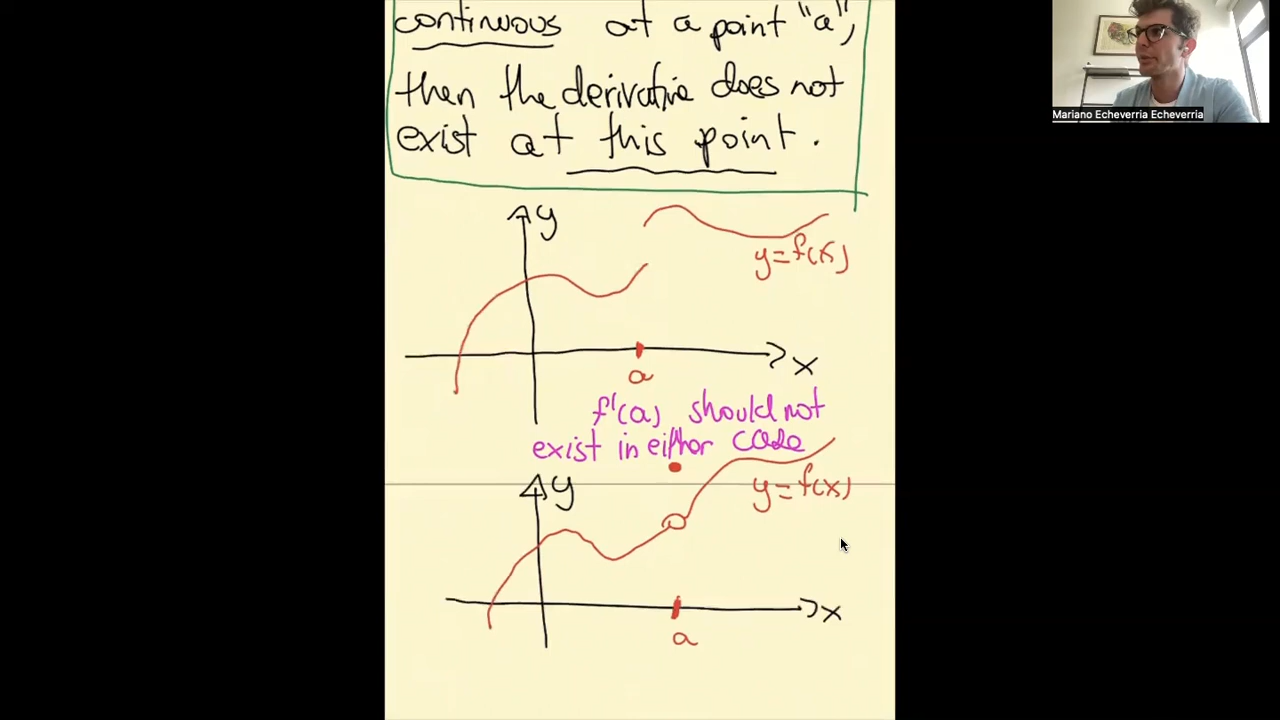 continuous at a point "a",
then the derivative does not
exist at this point.
Mariano Echeverria Echeverria
y
y=f(x)
x
a
f'(a) should not
exist in either case
y
y=f(x)
x
a